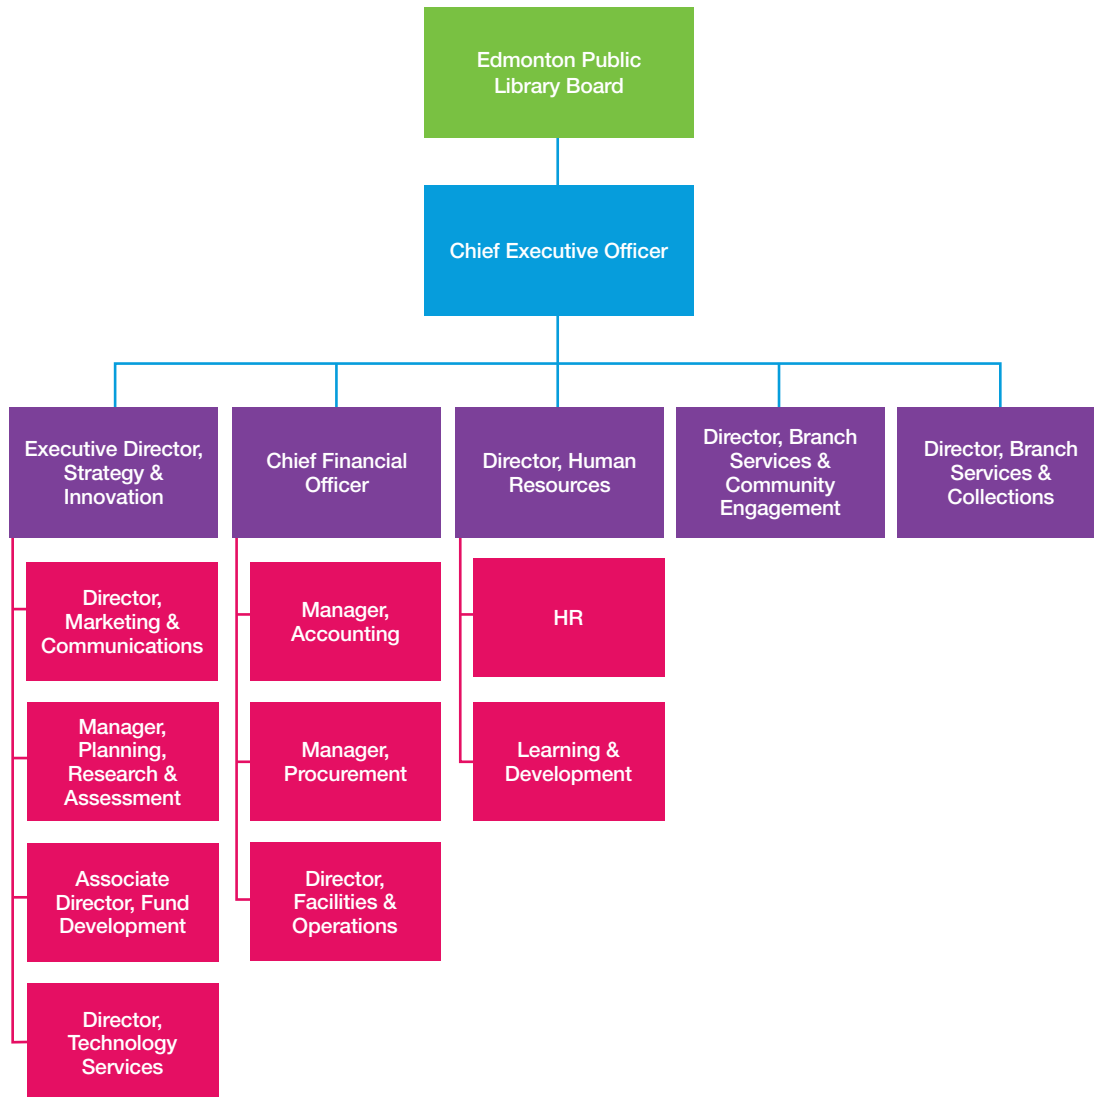 Edmonton Public
Library Board
Chief Executive Officer
Executive Director,
Strategy &
Innovation
Chief Financial
Officer
Director, Human
Resources
Director, Branch
Services &
Community
Engagement
Director, Branch
Services &
Collections
Director,
Marketing &
Communications
Manager,
Planning,
Research &
Assessment
Associate
Director, Fund
Development
Director,
Technology
Services
Manager,
Accounting
Manager,
Procurement
Director,
Facilities &
Operations
HR
Learning &
Development